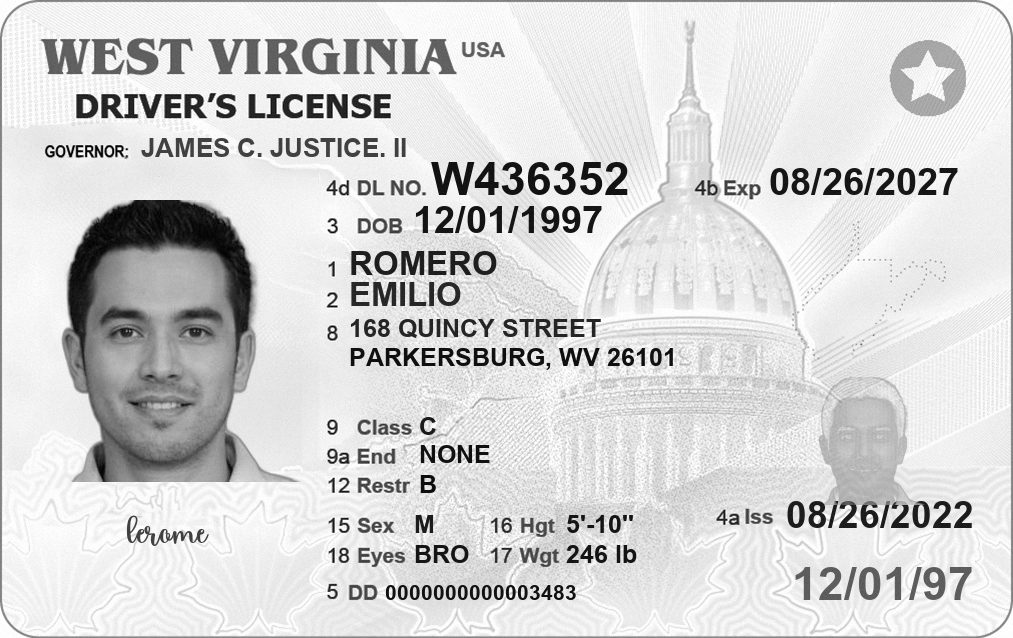 WEST VIRGINIA USA
DRIVER'S LICENSE
GOVERNOR: JAMES C. JUSTICE. II
4d DL NO. W436352 4b Exp 08/26/2027
3 DOB 12/01/1997
1 ROMERO
2 EMILIO
8 168 QUINCY STREET
PARKERSBURG, WV 26101
9 Class C
9a End NONE
12 Restr B
15 Sex M 16 Hgt 5'-10"
4a Iss 08/26/2022
18 Eyes BRO 17 Wgt 246 lb
5 DD 0000000000003483
12/01/97
lerome